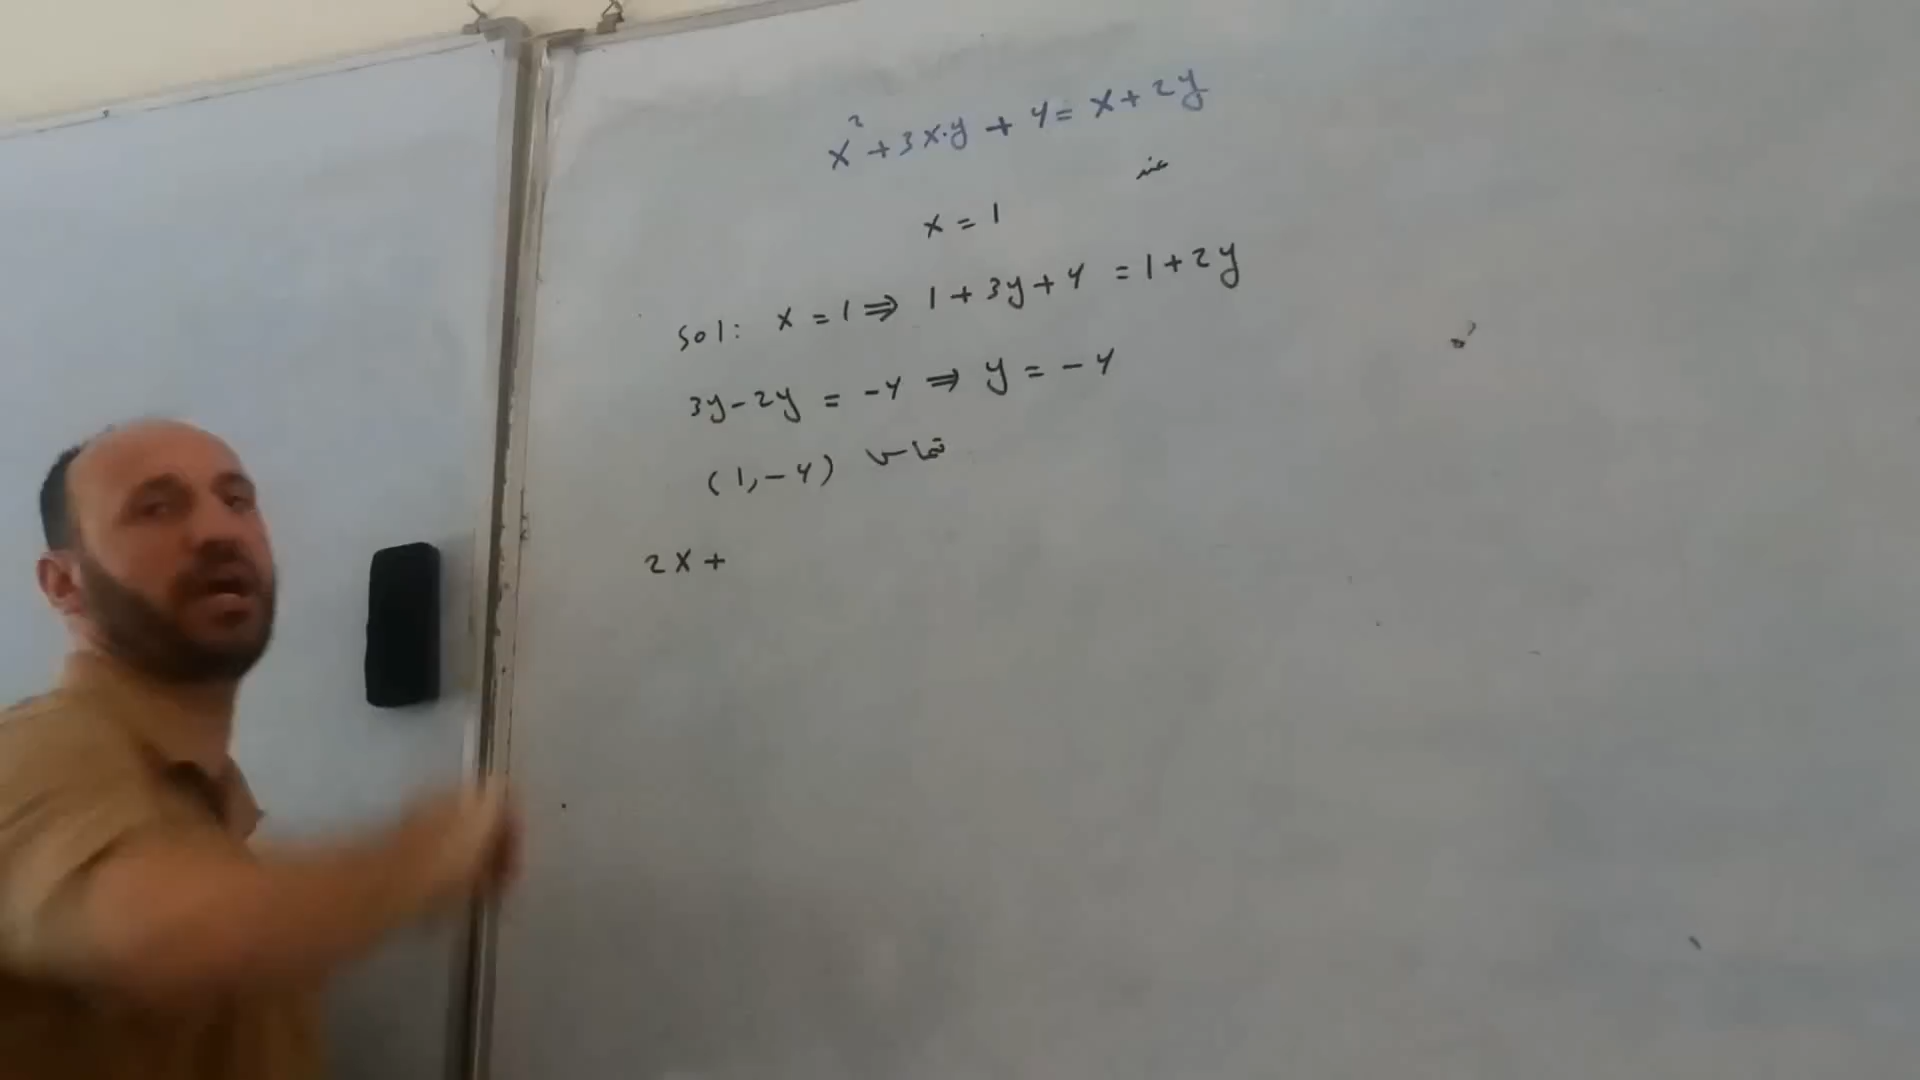 x² + 3x·y + 4 = x + 2y
عند
x = 1
sol: x = 1 ⇒ 1 + 3y + 4 = 1 + 2y
3y - 2y = -4 ⇒ y = -4
(1, -4) تماس
2x +